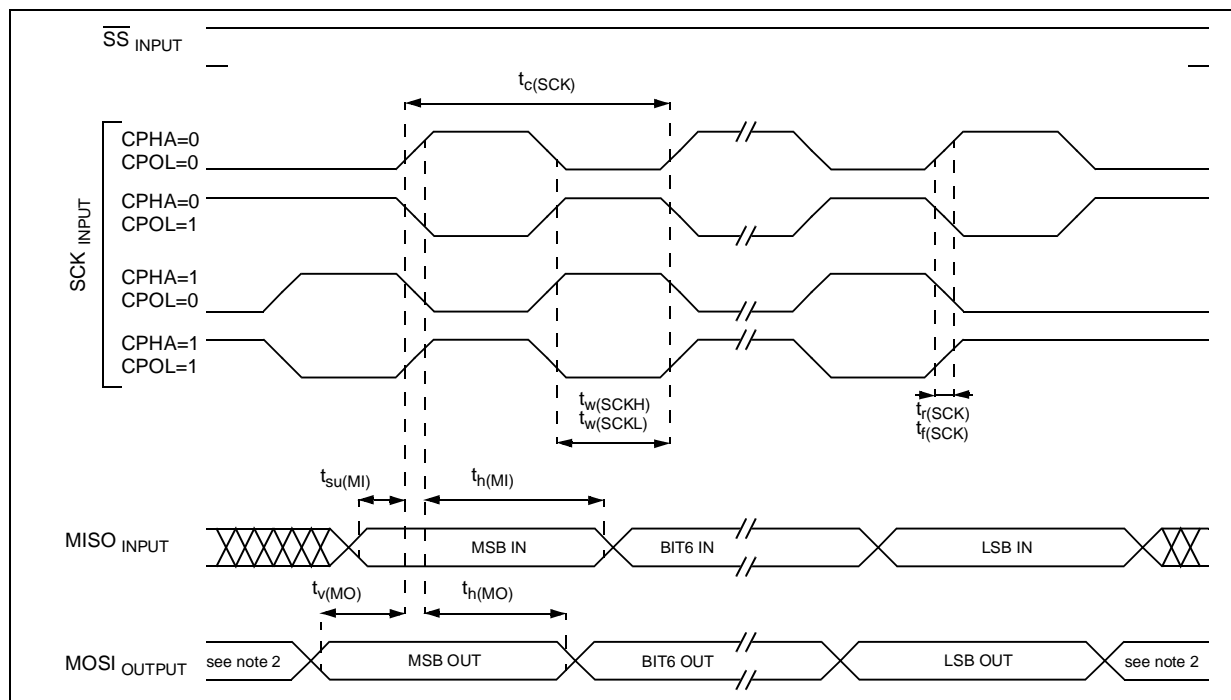 SS INPUT
tc(SCK)
SCK INPUT
CPHA=0
CPOL=0
CPHA=0
CPOL=1
CPHA=1
CPOL=0
CPHA=1
CPOL=1
tw(SCKH)
tw(SCKL)
tr(SCK)
tf(SCK)
tsu(MI)
th(MI)
MISO INPUT
MSB IN
BIT6 IN
LSB IN
tv(MO)
th(MO)
MOSI OUTPUT
see note 2
MSB OUT
BIT6 OUT
LSB OUT
see note 2